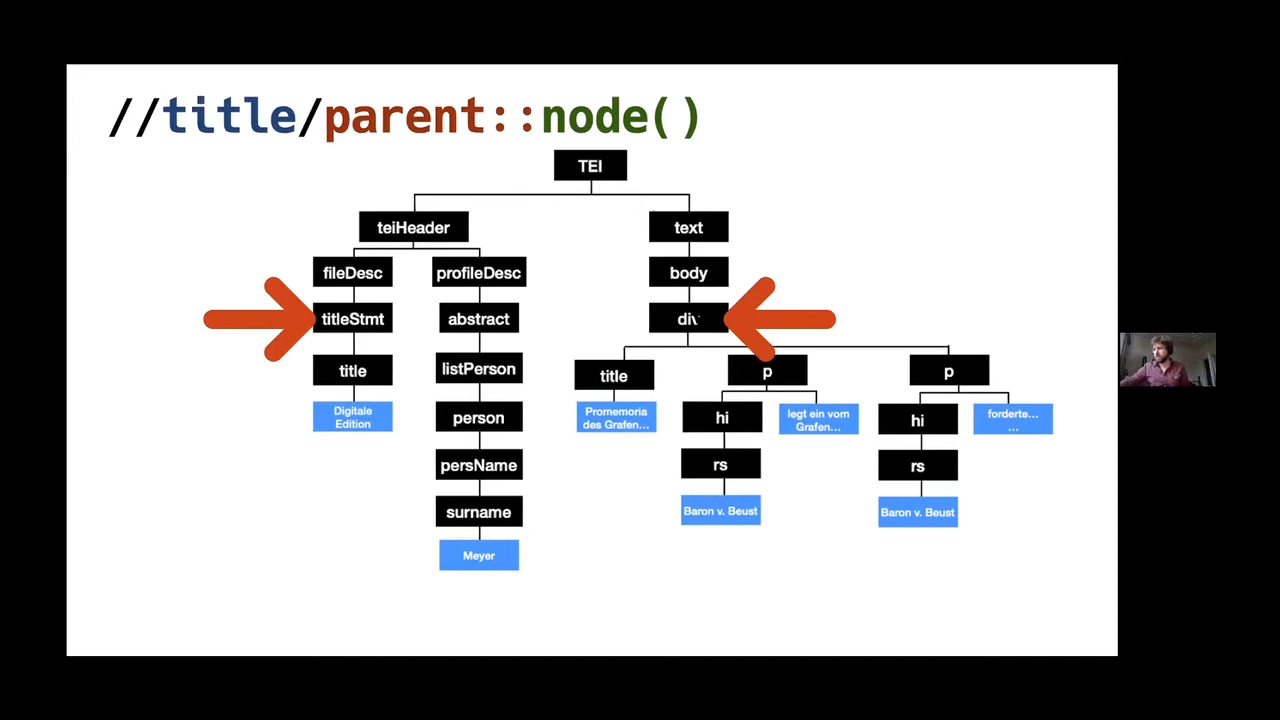 //title/parent::node()
TEI
teiHeader
text
fileDesc
profileDesc
body
titleStmt
abstract
div
title
listPerson
title
p
p
Digitale
Edition
person
Promemoria
des Grafen...
hi
legt ein vom
Grafen...
hi
forderte...
...
persName
rs
rs
surname
Baron v. Beust
Baron v. Beust
Meyer